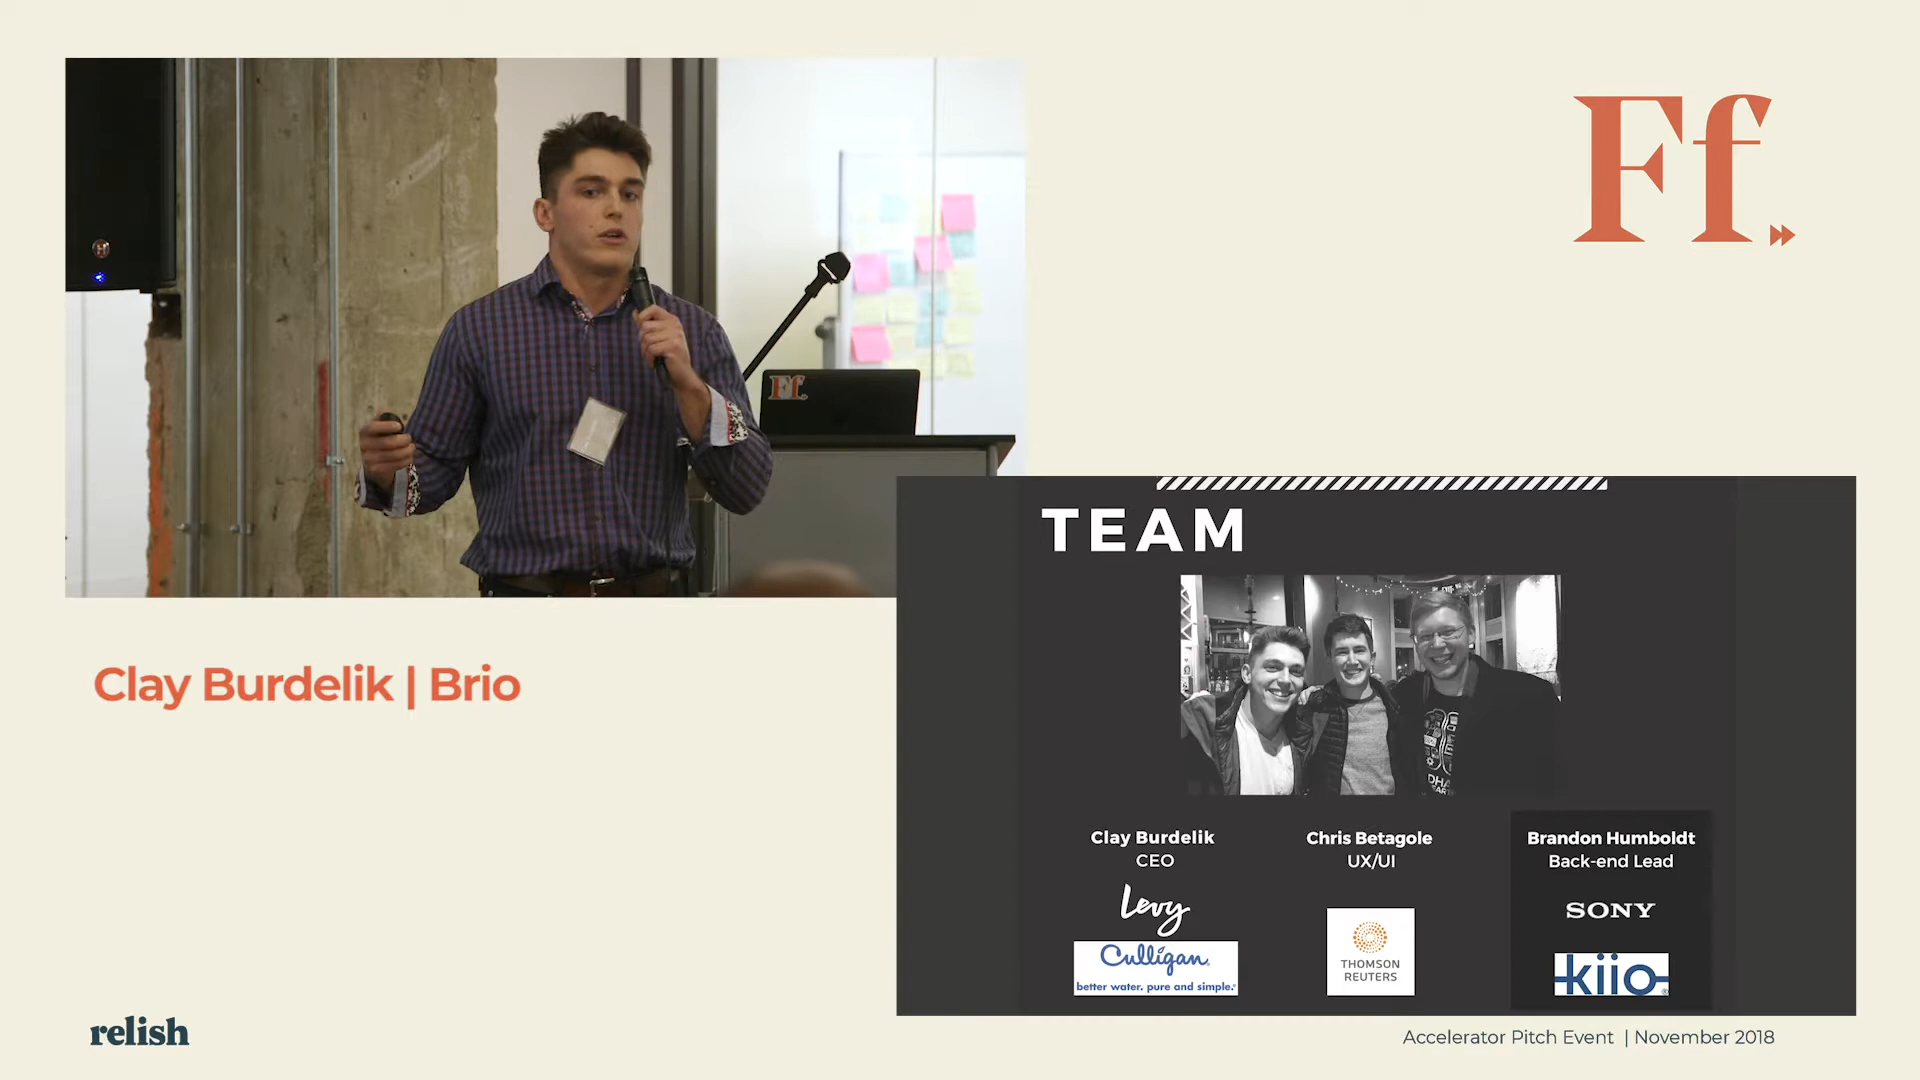 Ff
Ff.
TEAM
Clay Burdelik
CEO
Levy
Culligan.
better water. pure and simple.®
Chris Betagole
UX/UI
THOMSON
REUTERS
Brandon Humboldt
Back-end Lead
SONY
kiio®
Clay Burdelik | Brio
relish
Accelerator Pitch Event | November 2018